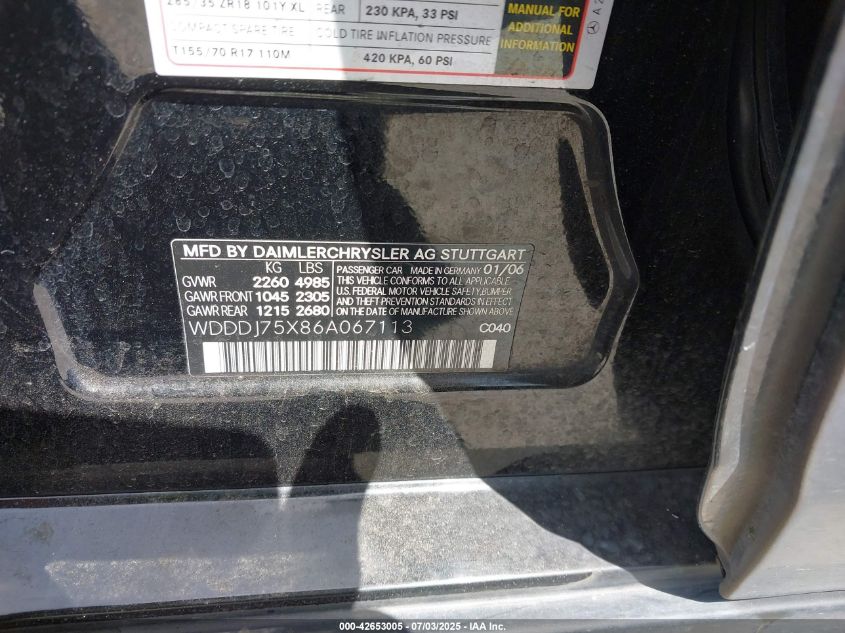 265/35 ZR18 101Y XL REAR 230 KPA, 33 PSI
COMPACT SPARE TIRE COLD TIRE INFLATION PRESSURE
T155/70 R17 110M 420 KPA, 60 PSI
MANUAL FOR
ADDITIONAL
INFORMATION
A 2
MFD BY DAIMLERCHRYSLER AG STUTTGART
KG LBS
GVWR 2260 4985
GAWR FRONT 1045 2305
GAWR REAR 1215 2680
PASSENGER CAR MADE IN GERMANY 01/06
THIS VEHICLE CONFORMS TO ALL APPLICABLE
U.S. FEDERAL MOTOR VEHICLE SAFETY,BUMPER
AND THEFT-PREVENTION STANDARDS IN EFFECT
ON THE DATE OF MANUFACTURE SHOWN ABOVE
WDDDJ75X86A067113 C040
000-42653005 - 07/03/2025 - IAA Inc.